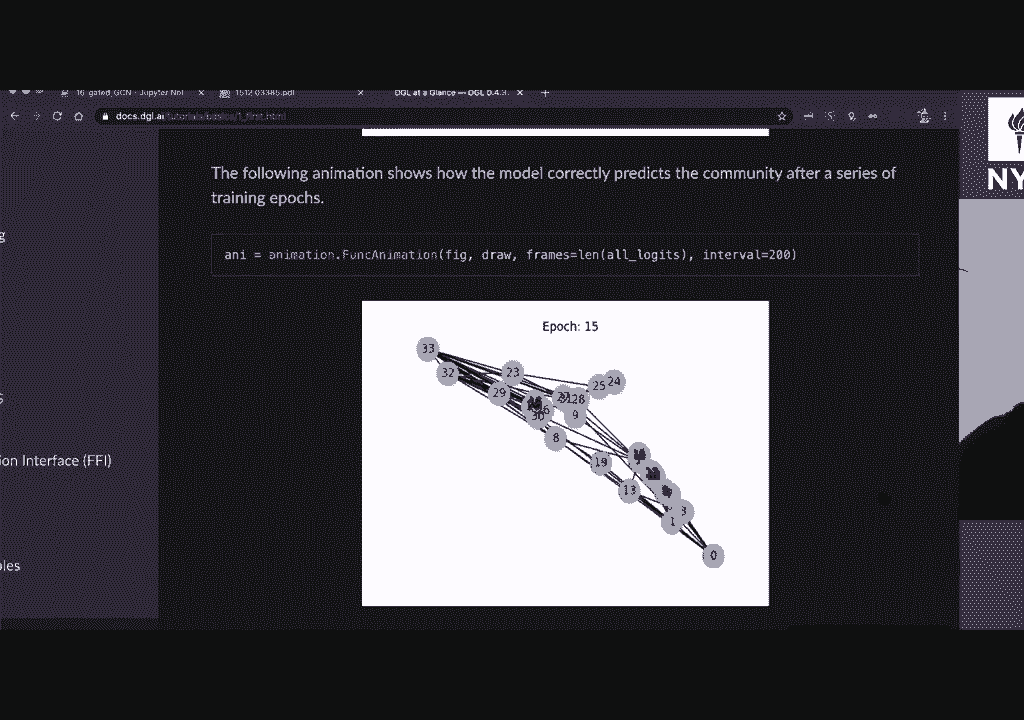 16 gated_GCN - Jupyter Not
1512.03385.pdf
DGL at a Glance — DGL 0.4.3.
docs.dgl.ai/tutorials/basics/1_first.html
NY
The following animation shows how the model correctly predicts the community after a series of
training epochs.
g
ani = animation.FuncAnimation(fig, draw, frames=len(all_logits), interval=200)
Epoch: 15
33
32
23
29
25
24
28
9
30
8
19
13
3
1
0
s
ion Interface (FFI)
ples